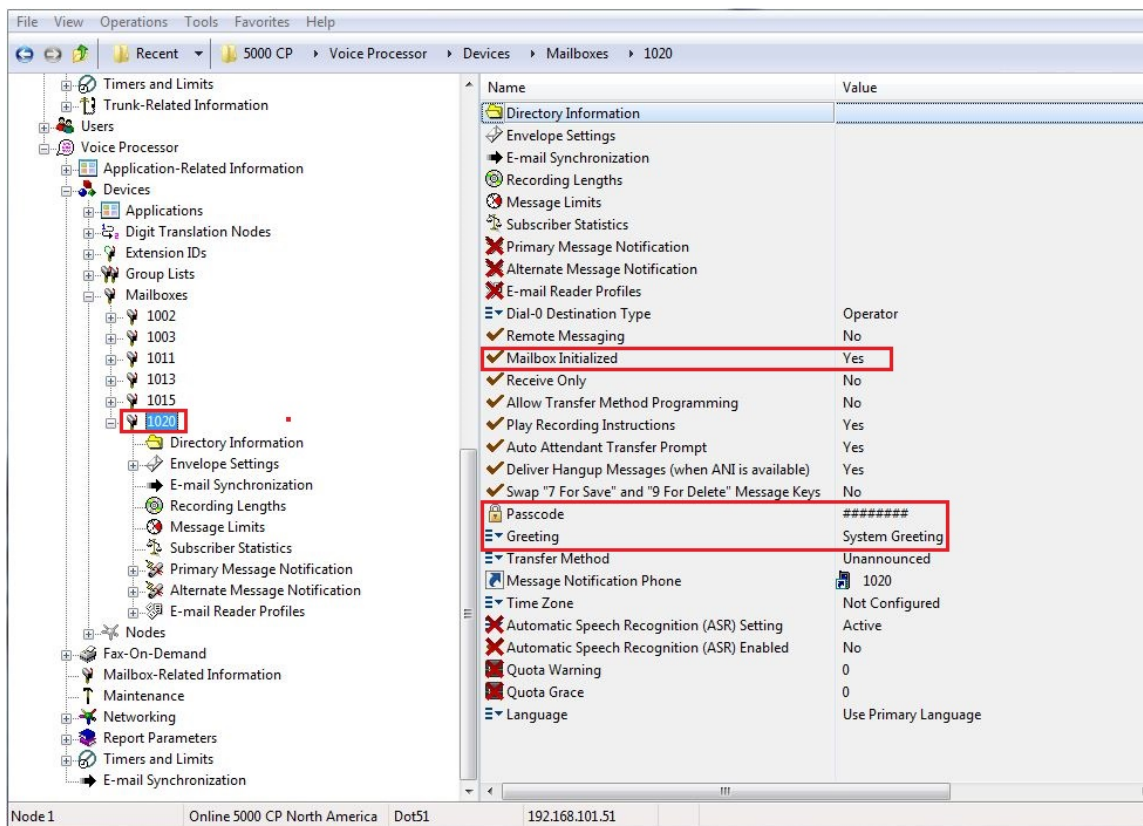 File View Operations Tools Favorites Help
Recent 5000 CP Voice Processor Devices Mailboxes 1020
Timers and Limits
Trunk-Related Information
Users
Voice Processor
Application-Related Information
Devices
Applications
Digit Translation Nodes
Extension IDs
Group Lists
Mailboxes
1002
1003
1011
1013
1015
1020
Directory Information
Envelope Settings
E-mail Synchronization
Recording Lengths
Message Limits
Subscriber Statistics
Primary Message Notification
Alternate Message Notification
E-mail Reader Profiles
Nodes
Fax-On-Demand
Mailbox-Related Information
Maintenance
Networking
Report Parameters
Timers and Limits
E-mail Synchronization
Name Value
Directory Information
Envelope Settings
E-mail Synchronization
Recording Lengths
Message Limits
Subscriber Statistics
Primary Message Notification
Alternate Message Notification
E-mail Reader Profiles
Dial-0 Destination Type Operator
Remote Messaging No
Mailbox Initialized Yes
Receive Only No
Allow Transfer Method Programming No
Play Recording Instructions Yes
Auto Attendant Transfer Prompt Yes
Deliver Hangup Messages (when ANI is available) Yes
Swap "7 For Save" and "9 For Delete" Message Keys No
Passcode ########
Greeting System Greeting
Transfer Method Unannounced
Message Notification Phone 1020
Time Zone Not Configured
Automatic Speech Recognition (ASR) Setting Active
Automatic Speech Recognition (ASR) Enabled No
Quota Warning 0
Quota Grace 0
Language Use Primary Language
Node 1 Online 5000 CP North America Dot51 192.168.101.51